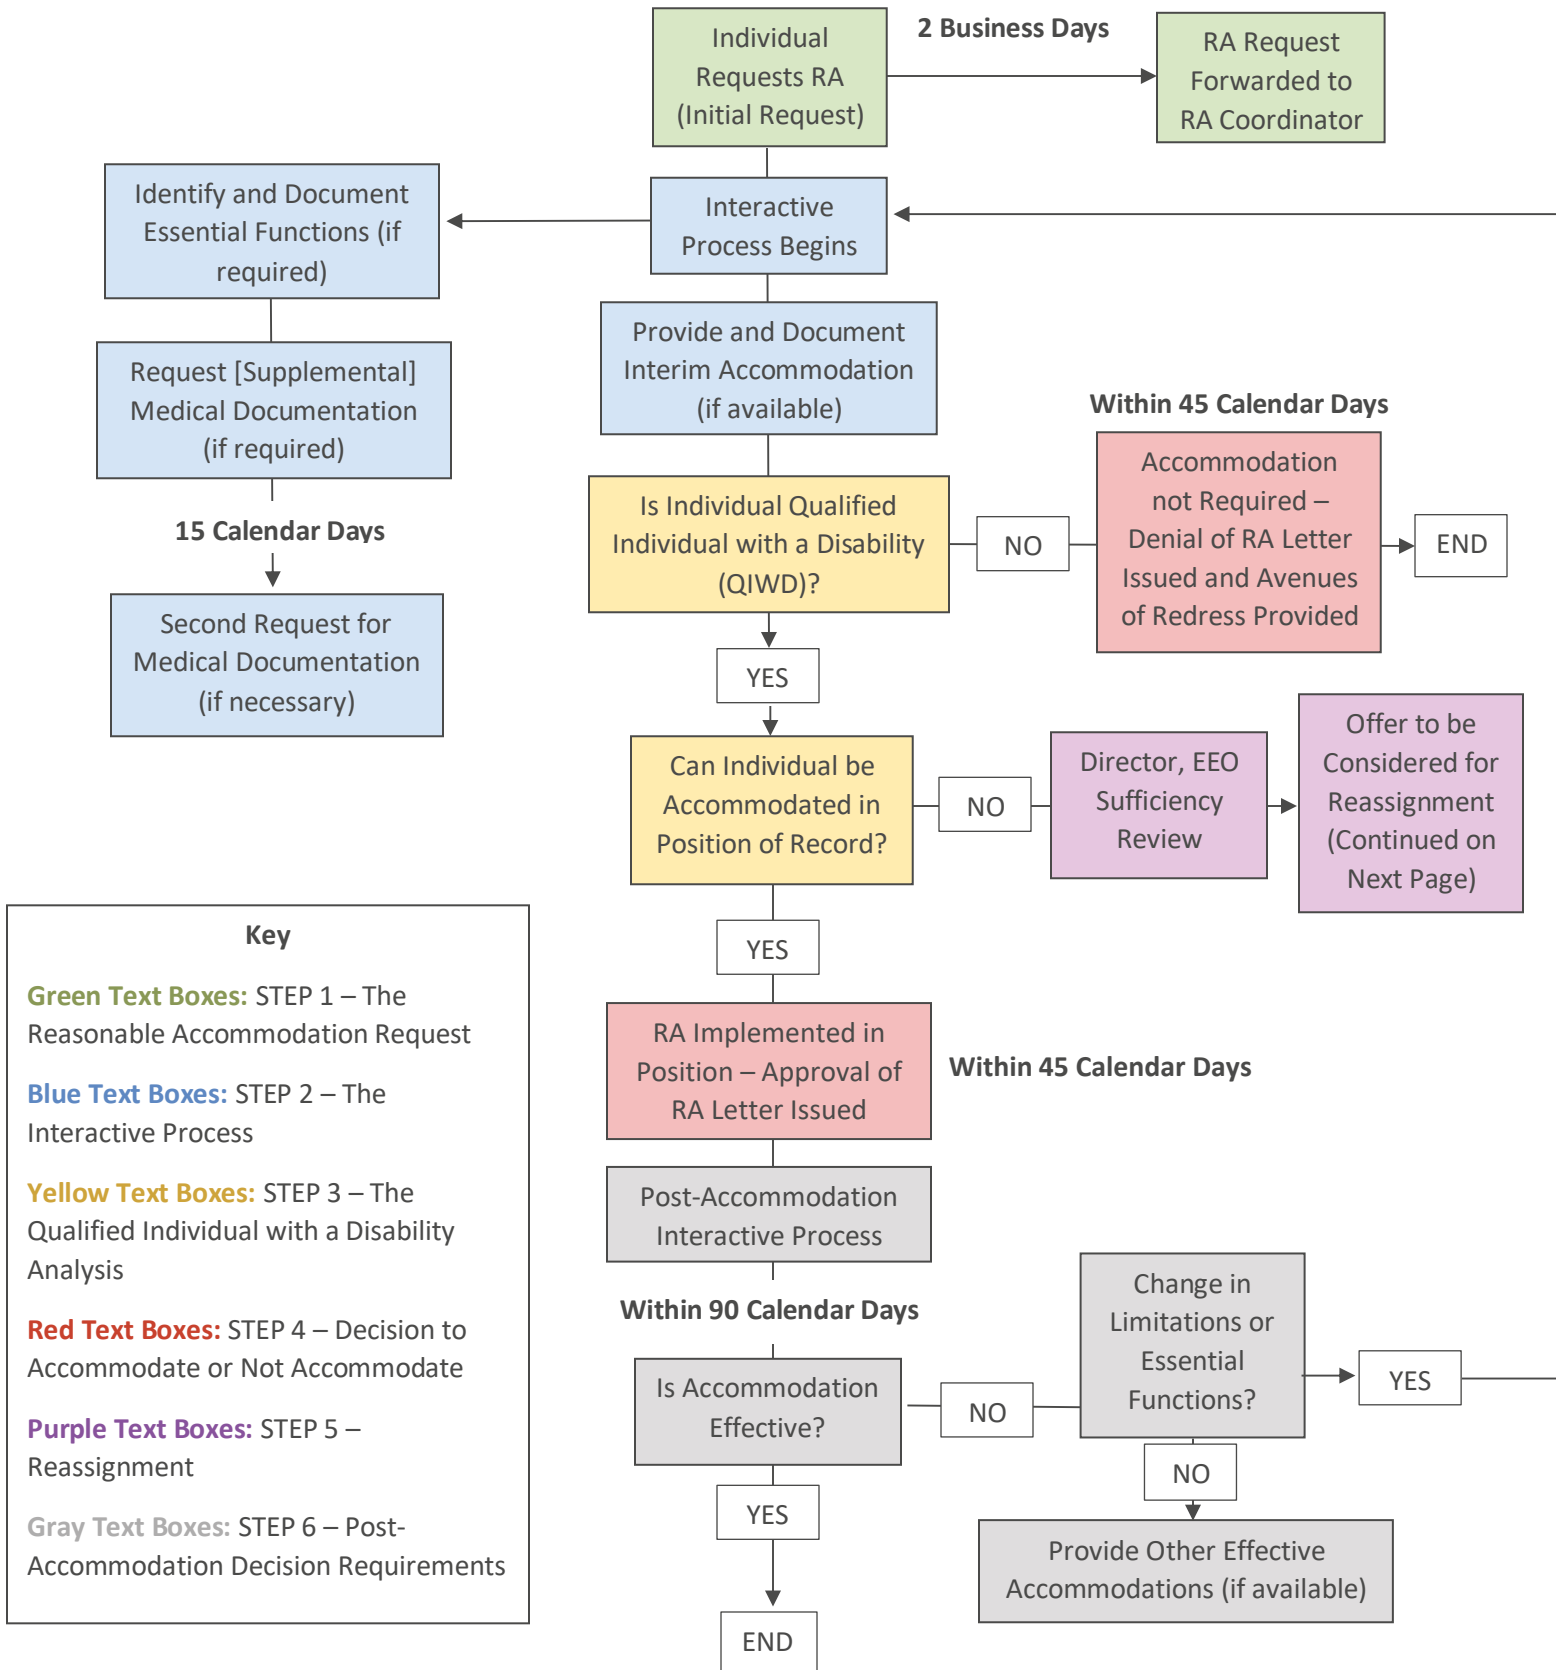 Individual
Requests RA
(Initial Request)
2 Business Days
RA Request
Forwarded to
RA Coordinator
Identify and Document
Essential Functions (if
required)
Interactive
Process Begins
Request [Supplemental]
Medical Documentation
(if required)
15 Calendar Days
Second Request for
Medical Documentation
(if necessary)
Provide and Document
Interim Accommodation
(if available)
Is Individual Qualified
Individual with a Disability
(QIWD)?
NO
Within 45 Calendar Days
Accommodation
not Required –
Denial of RA Letter
Issued and Avenues
of Redress Provided
END
YES
Can Individual be
Accommodated in
Position of Record?
NO
Director, EEO
Sufficiency
Review
Offer to be
Considered for
Reassignment
(Continued on
Next Page)
YES
RA Implemented in
Position – Approval of
RA Letter Issued
Within 45 Calendar Days
Post-Accommodation
Interactive Process
Within 90 Calendar Days
Is Accommodation
Effective?
NO
Change in
Limitations or
Essential
Functions?
YES
NO
Provide Other Effective
Accommodations (if available)
YES
END
Key
Green Text Boxes: STEP 1 – The
Reasonable Accommodation Request
Blue Text Boxes: STEP 2 – The
Interactive Process
Yellow Text Boxes: STEP 3 – The
Qualified Individual with a Disability
Analysis
Red Text Boxes: STEP 4 – Decision to
Accommodate or Not Accommodate
Purple Text Boxes: STEP 5 –
Reassignment
Gray Text Boxes: STEP 6 – Post-
Accommodation Decision Requirements